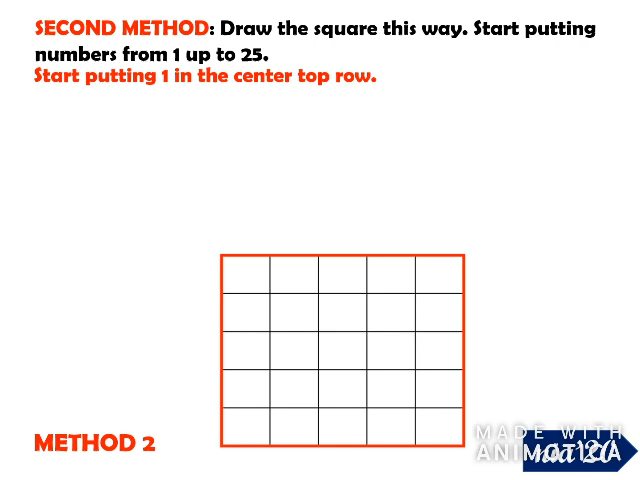 SECOND METHOD: Draw the square this way. Start putting
numbers from 1 up to 25.
Start putting 1 in the center top row.
METHOD 2
MADE WITH
ANIMOTICA